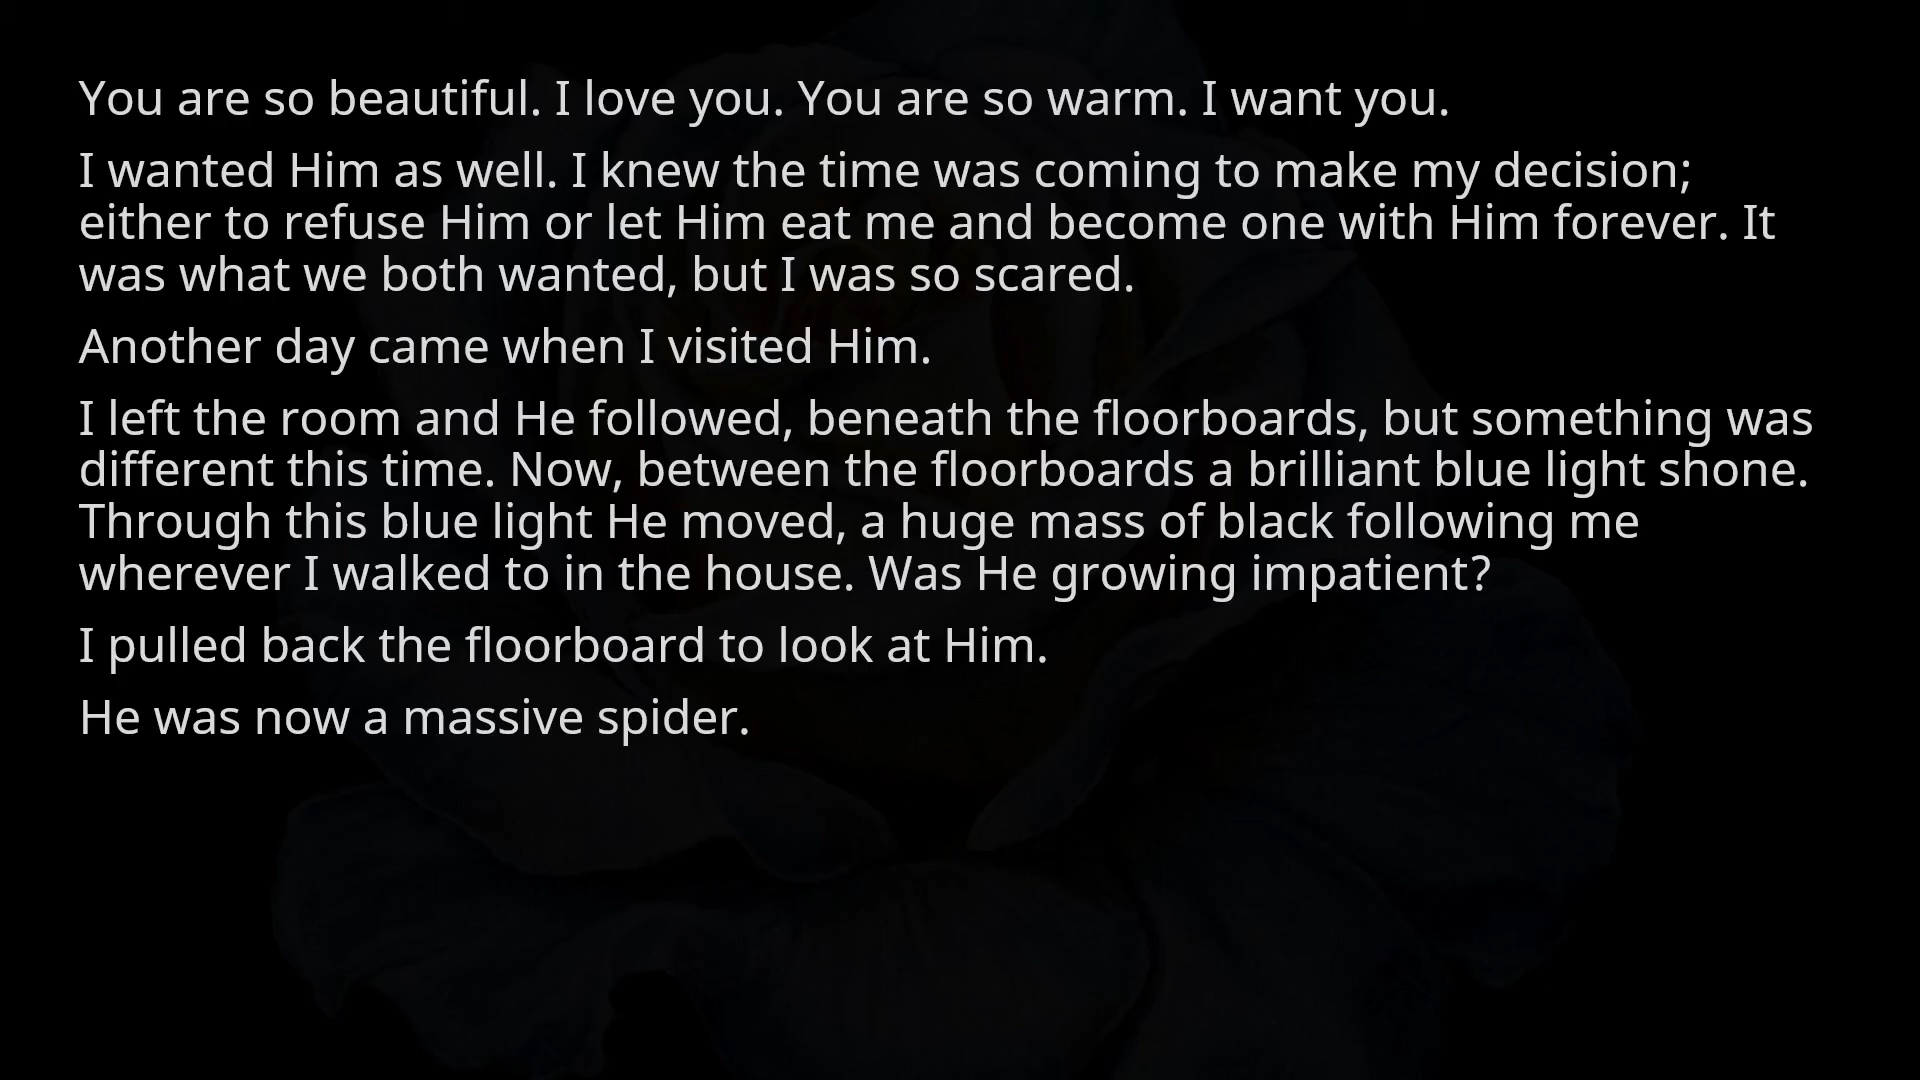 You are so beautiful. I love you. You are so warm. I want you.
I wanted Him as well. I knew the time was coming to make my decision;
either to refuse Him or let Him eat me and become one with Him forever. It
was what we both wanted, but I was so scared.
Another day came when I visited Him.
I left the room and He followed, beneath the floorboards, but something was
different this time. Now, between the floorboards a brilliant blue light shone.
Through this blue light He moved, a huge mass of black following me
wherever I walked to in the house. Was He growing impatient?
I pulled back the floorboard to look at Him.
He was now a massive spider.